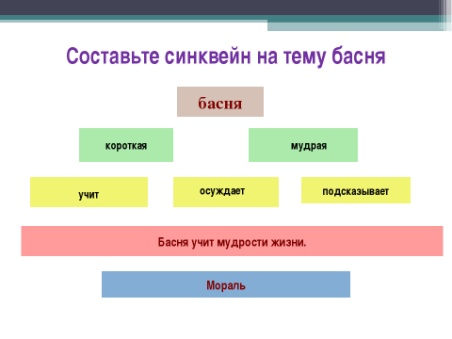 Составьте синквейн на тему басня
басня
короткая мудрая
учит осуждает подсказывает
Басня учит мудрости жизни.
Мораль